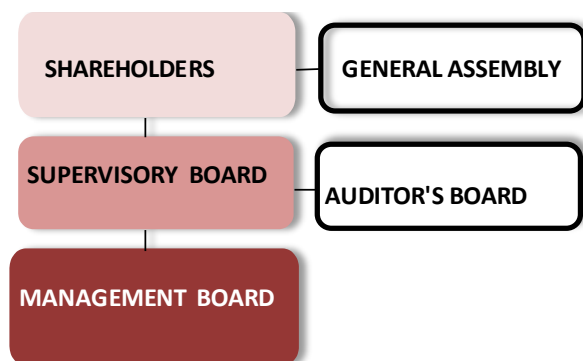 SHAREHOLDERS
GENERAL ASSEMBLY
SUPERVISORY BOARD
AUDITOR'S BOARD
MANAGEMENT BOARD